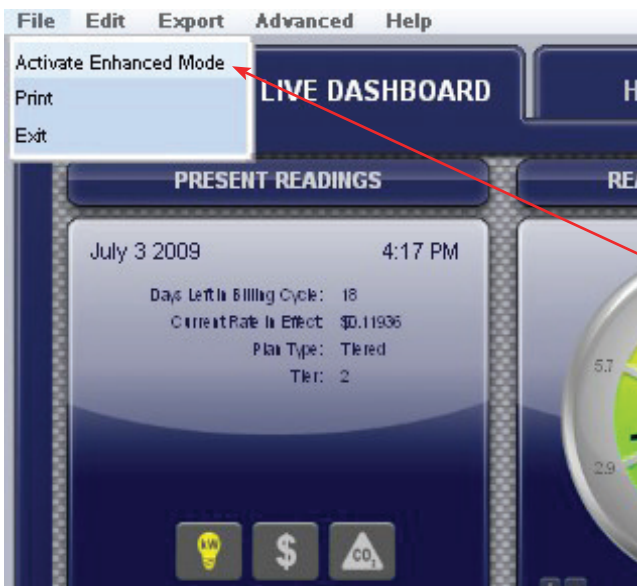 File Edit Export Advanced Help
Activate Enhanced Mode
Print
Exit
LIVE DASHBOARD
H
PRESENT READINGS
REA
July 3 2009 4:17 PM
Days Left in Billing Cycle: 18
Current Rate In Effect: $0.11936
Plan Type: Tiered
Tier: 2
5.7
2.9
kW
$
CO₂